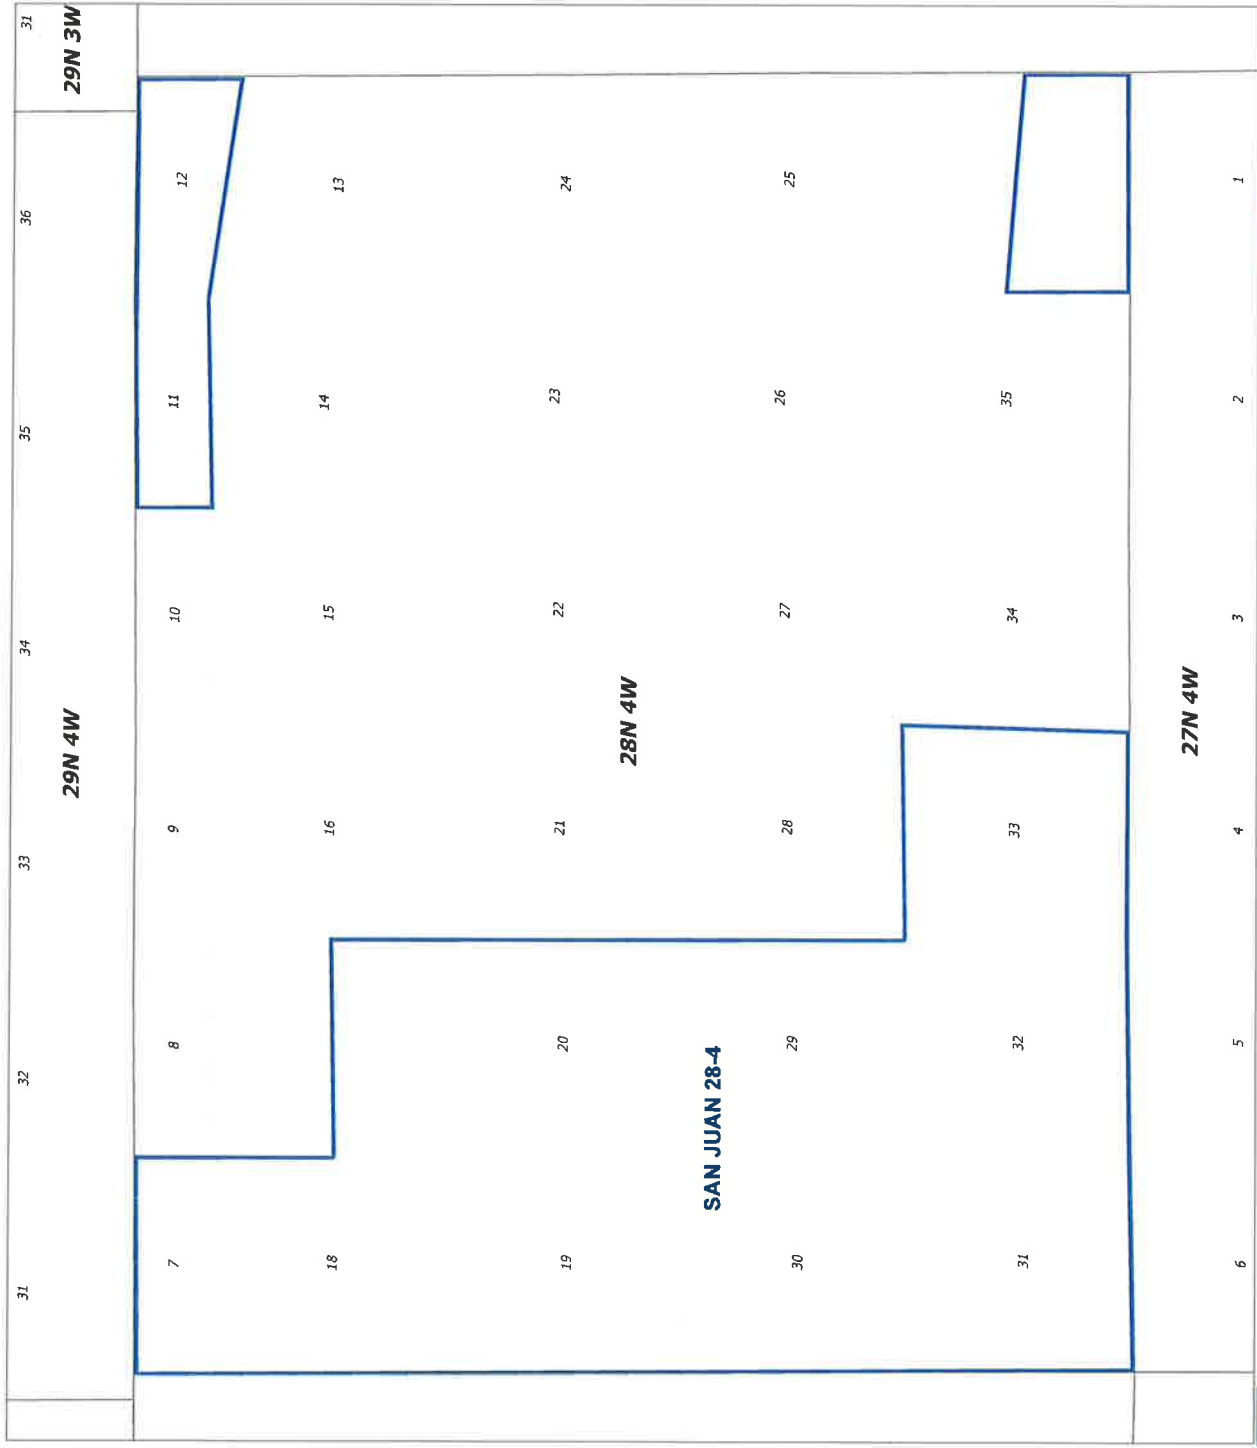 31 32 33 34 35 36 31
29N 4W 29N 3W
7 8 9 10 11 12
18 16 15 14 13
19 20 21 22 23 24
28N 4W
SAN JUAN 28-4
30 29 28 27 26 25
31 32 33 34 35
27N 4W
6 5 4 3 2 1